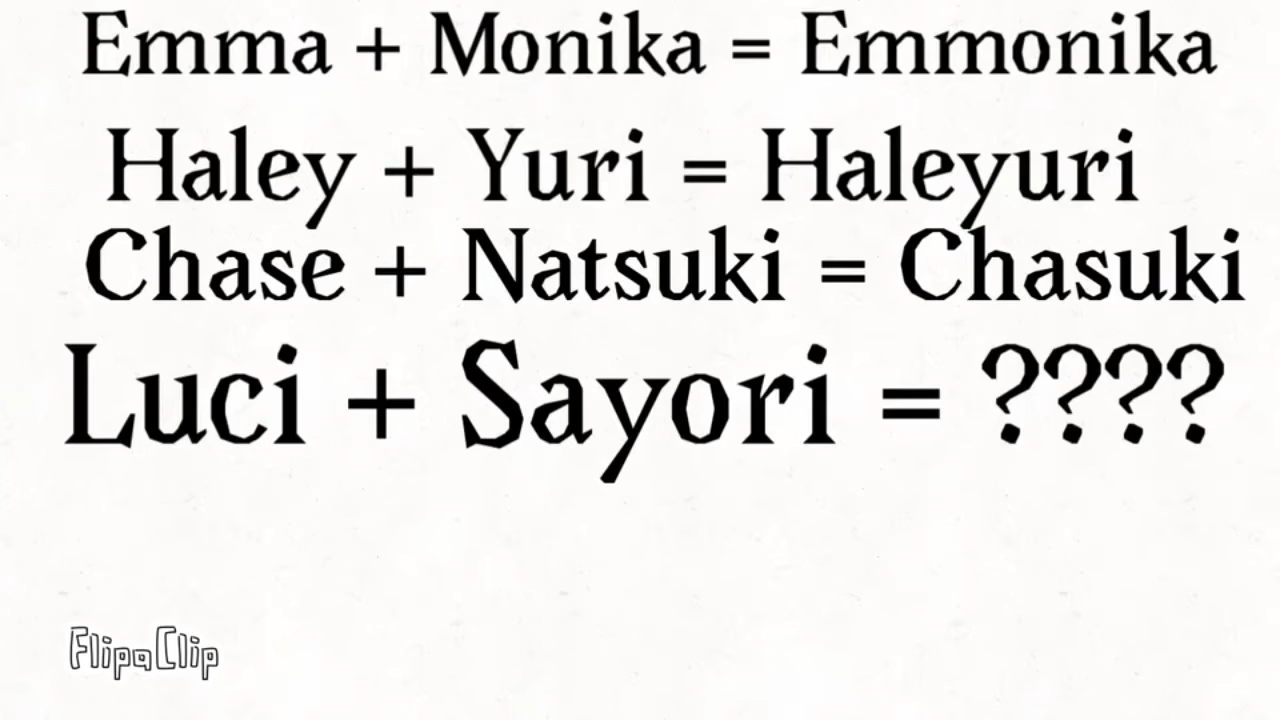 Emma + Monika = Emmonika
Haley + Yuri = Haleyuri
Chase + Natsuki = Chasuki
Luci + Sayori = ????
FlipaClip